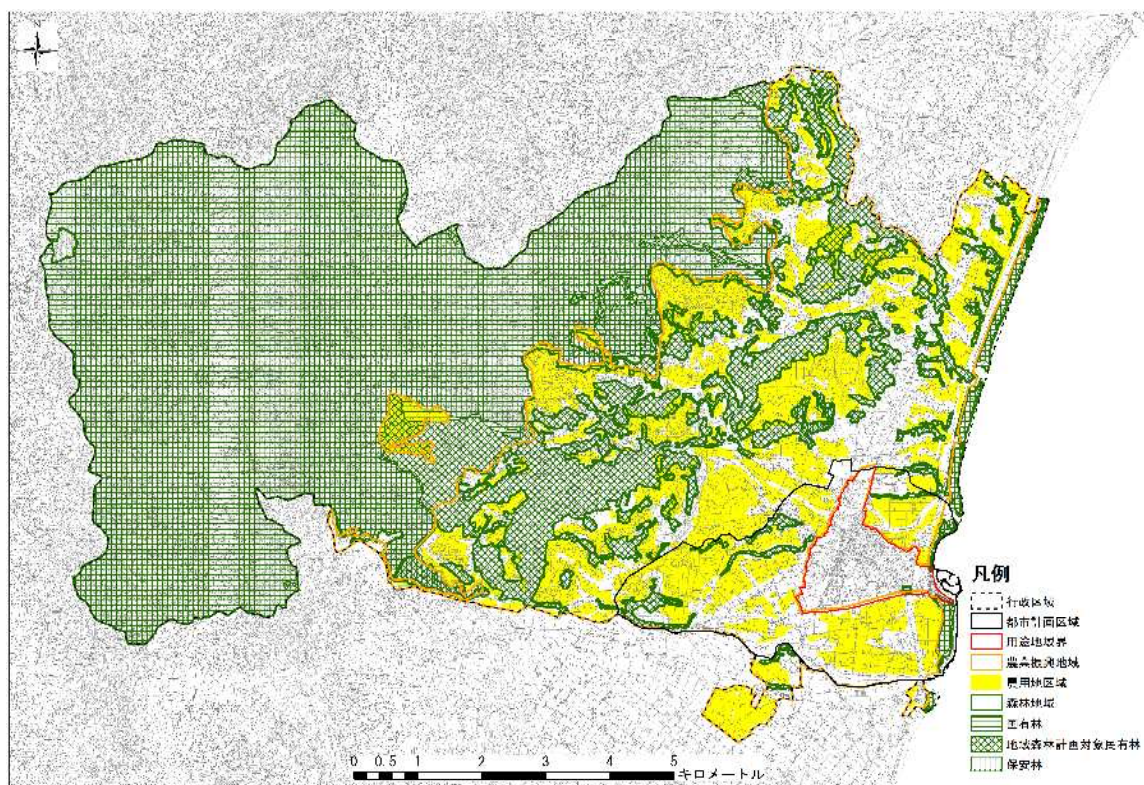 凡例
行政区域
都市計画区域
用途地域界
農業振興地域
農用地区域
森林地域
国有林
地域森林計画対象民有林
保安林
0 0.5 1 2 3 4 5 キロメートル